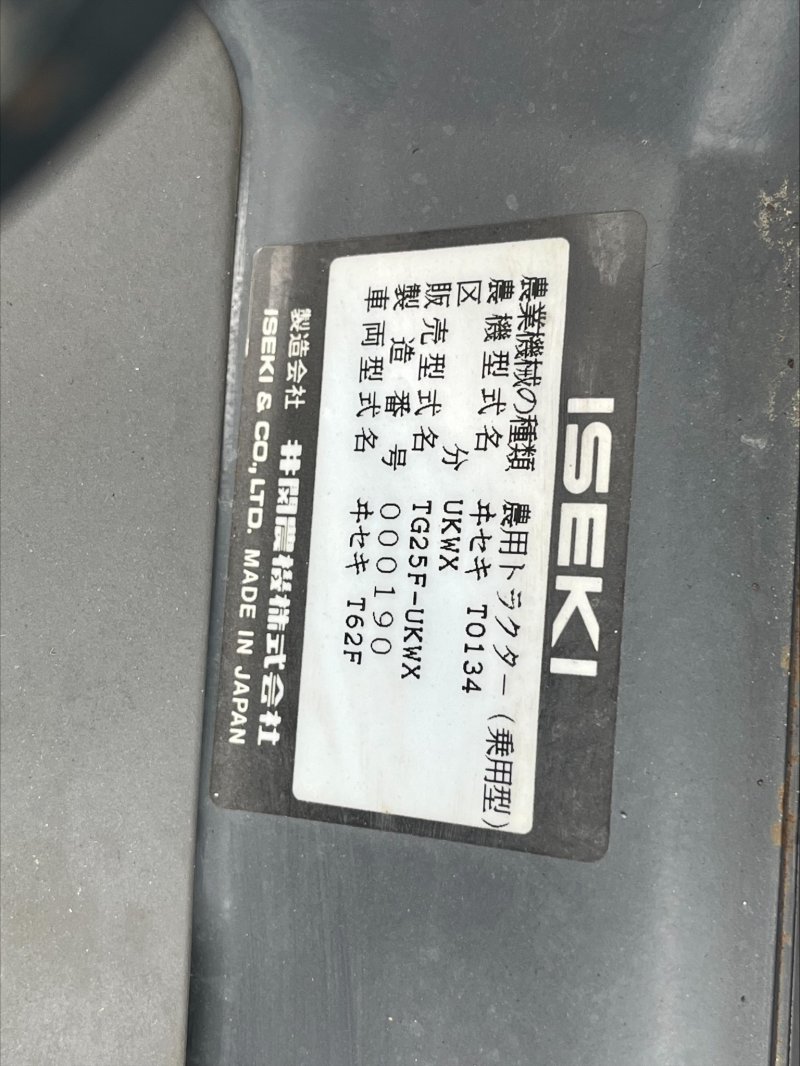 ISEKI
農業機械の種類 農用トラクター(乗用型)
農機型式名 ヰセキ T0134
区分 UKWX
販売型式名 TG25F-UKWX
製造番号 000190
車両型式名 ヰセキ T62F
製造会社 井関農機株式会社
ISEKI & CO., LTD. MADE IN JAPAN